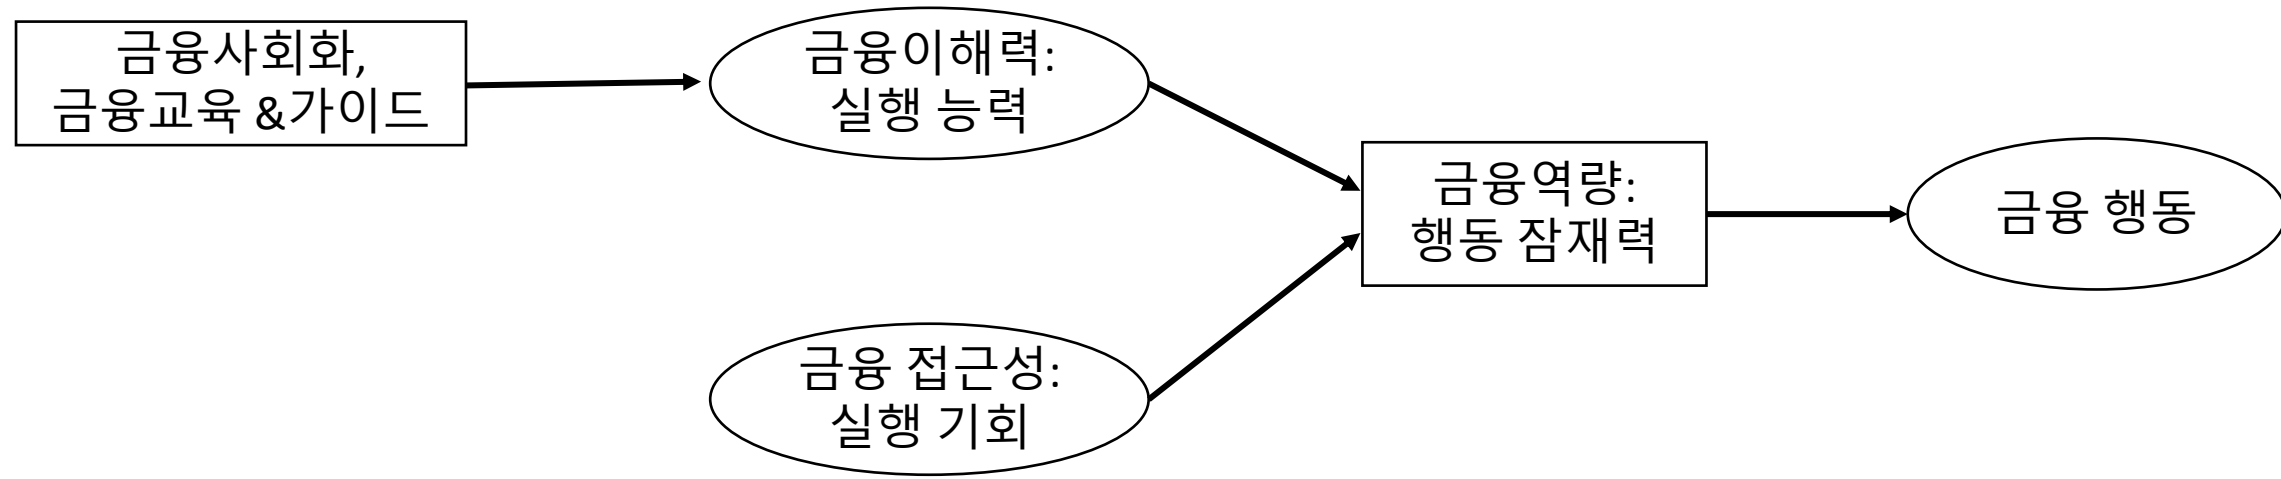 금융사회화,
금융교육 &가이드
금융이해력:
실행 능력
금융 접근성:
실행 기회
금융역량:
행동 잠재력
금융 행동